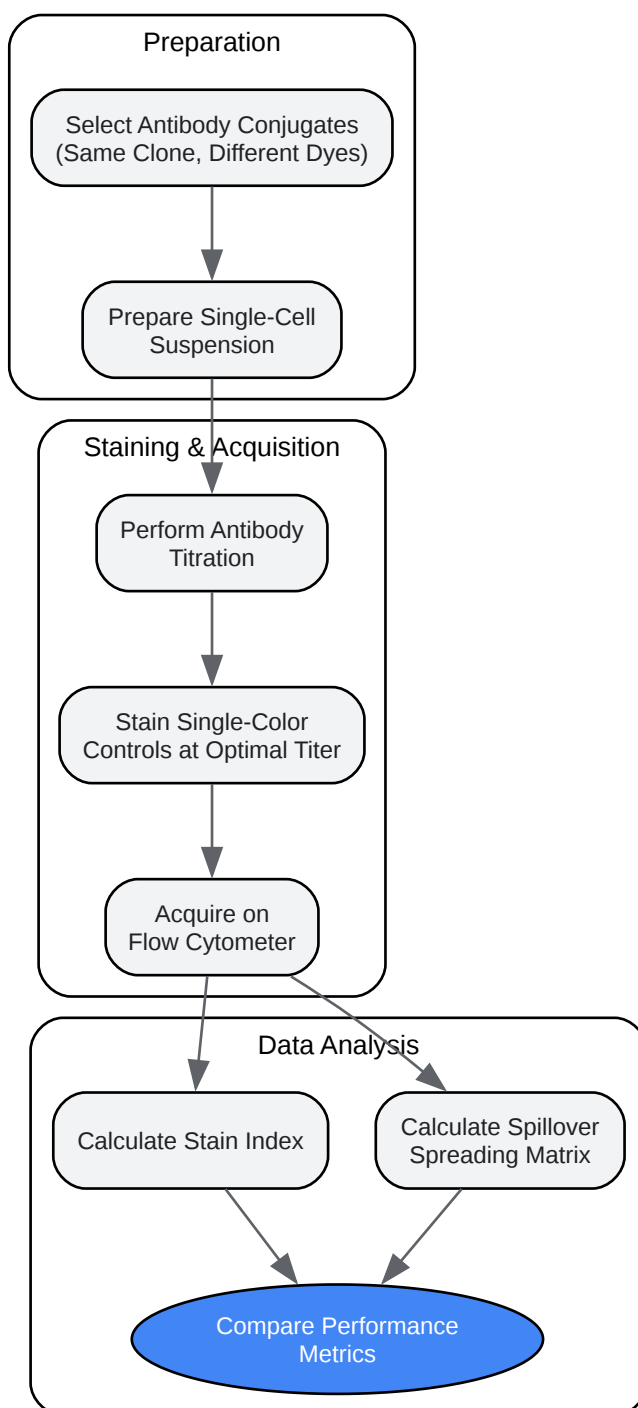 Preparation
Select Antibody Conjugates
(Same Clone, Different Dyes)
Prepare Single-Cell
Suspension
Staining & Acquisition
Perform Antibody
Titration
Stain Single-Color
Controls at Optimal Titer
Acquire on
Flow Cytometer
Data Analysis
Calculate Stain Index
Calculate Spillover
Spreading Matrix
Compare Performance
Metrics